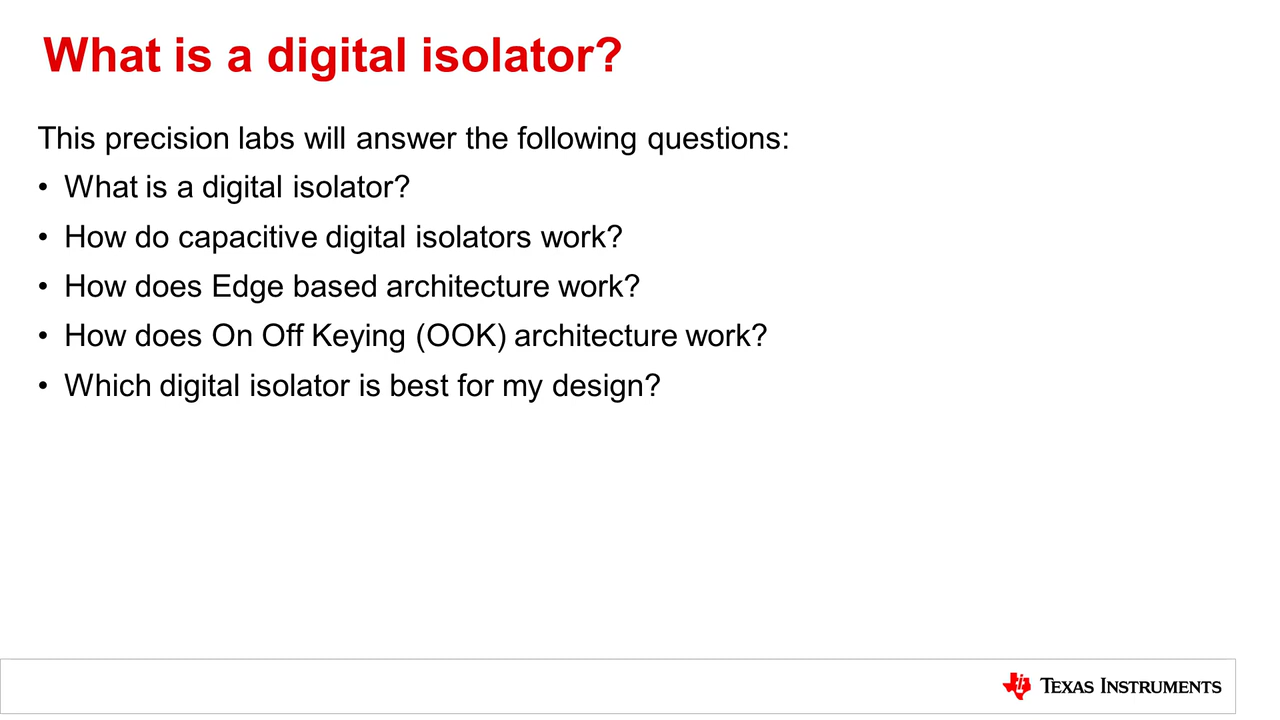 What is a digital isolator?
This precision labs will answer the following questions:
• What is a digital isolator?
• How do capacitive digital isolators work?
• How does Edge based architecture work?
• How does On Off Keying (OOK) architecture work?
• Which digital isolator is best for my design?
TEXAS INSTRUMENTS